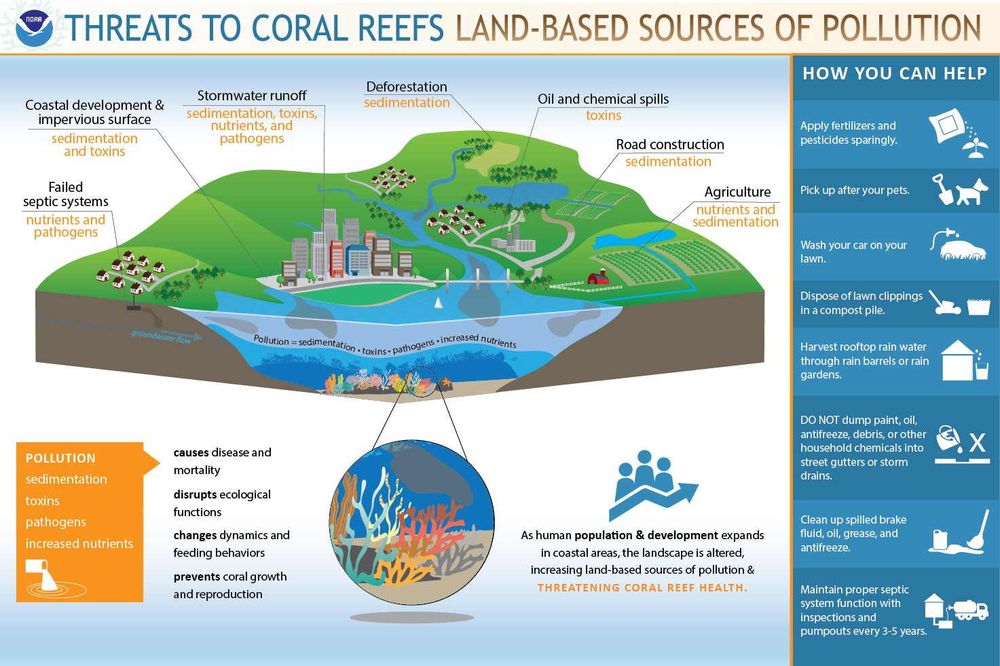 NOAA
THREATS TO CORAL REEFS LAND-BASED SOURCES OF POLLUTION
Coastal development &
impervious surface
sedimentation
and toxins
Stormwater runoff
sedimentation, toxins,
nutrients, and
pathogens
Deforestation
sedimentation
Oil and chemical spills
toxins
Road construction
sedimentation
Agriculture
nutrients and
sedimentation
Failed
septic systems
nutrients and
pathogens
groundwater flow
Pollution = sedimentation • toxins • pathogens • increased nutrients
POLLUTION
sedimentation
toxins
pathogens
increased nutrients
causes disease and
mortality
disrupts ecological
functions
changes dynamics and
feeding behaviors
prevents coral growth
and reproduction
As human population & development expands
in coastal areas, the landscape is altered,
increasing land-based sources of pollution &
THREATENING CORAL REEF HEALTH.
HOW YOU CAN HELP
Apply fertilizers and
pesticides sparingly.
Pick up after your pets.
Wash your car on your
lawn.
Dispose of lawn clippings
in a compost pile.
Harvest rooftop rain water
through rain barrels or rain
gardens.
DO NOT dump paint, oil,
antifreeze, debris, or other
household chemicals into
street gutters or storm
drains.
X
Clean up spilled brake
fluid, oil, grease, and
antifreeze.
Maintain proper septic
system function with
inspections and
pumpouts every 3-5 years.